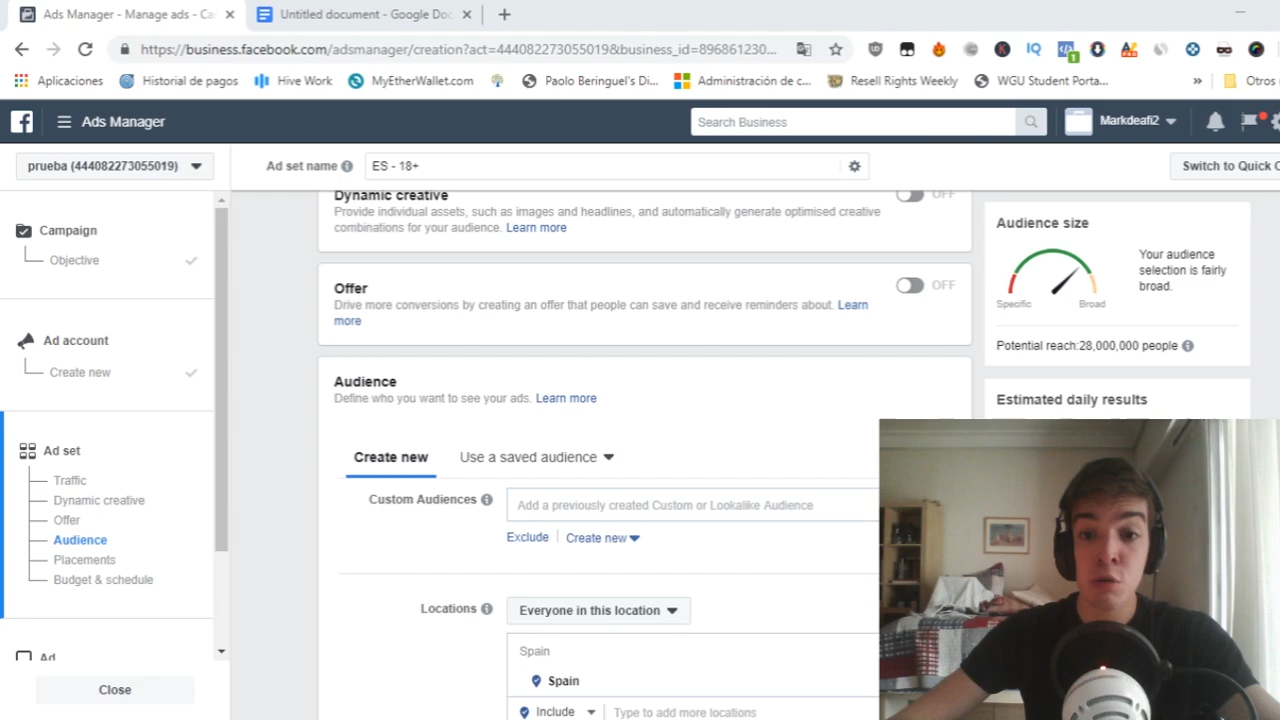 Ads Manager - Manage ads - Ca
Untitled document - Google Doc
https://business.facebook.com/adsmanager/creation?act=444082273055019&business_id=896861230...
Aplicaciones
Historial de pagos
Hive Work
MyEtherWallet.com
Paolo Beringuel's Di...
Administración de c...
Resell Rights Weekly
WGU Student Porta...
»
Otros
Ads Manager
Search Business
Markdeafi2
prueba (444082273055019)
Ad set name
ES - 18+
Switch to Quick C
Campaign
Objective
Ad account
Create new
Ad set
Traffic
Dynamic creative
Offer
Audience
Placements
Budget & schedule
Ad
Close
Dynamic creative
OFF
Provide individual assets, such as images and headlines, and automatically generate optimised creative
combinations for your audience. Learn more
Offer
OFF
Drive more conversions by creating an offer that people can save and receive reminders about. Learn
more
Audience
Define who you want to see your ads. Learn more
Create new
Use a saved audience
Custom Audiences
Add a previously created Custom or Lookalike Audience
Exclude
Create new
Locations
Everyone in this location
Spain
Spain
Include
Type to add more locations
Audience size
Your audience
selection is fairly
broad.
Specific
Broad
Potential reach:28,000,000 people
Estimated daily results